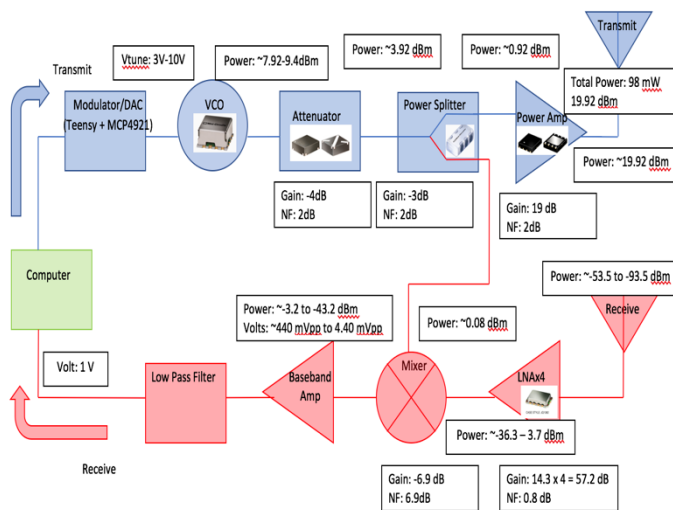 Transmit
Transmit
Vtune: 3V-10V
Power: ~7.92-9.4dBm
Power: ~3.92 dBm
Power: ~0.92 dBm
Total Power: 98 mW
19.92 dBm
Modulator/DAC
(Teensy + MCP4921)
VCO
Attenuator
Power Splitter
Power Amp
Power: ~19.92 dBm
Gain: -4dB
NF: 2dB
Gain: -3dB
NF: 2dB
Gain: 19 dB
NF: 2dB
Computer
Power: ~-53.5 to -93.5 dBm
Receive
Power: ~-3.2 to -43.2 dBm
Volts: ~440 mVpp to 4.40 mVpp
Power: ~0.08 dBm
Volt: 1 V
Low Pass Filter
Baseband
Amp
Mixer
LNAx4
Power: ~-36.3 – 3.7 dBm
Receive
Gain: -6.9 dB
NF: 6.9dB
Gain: 14.3 x 4 = 57.2 dB
NF: 0.8 dB